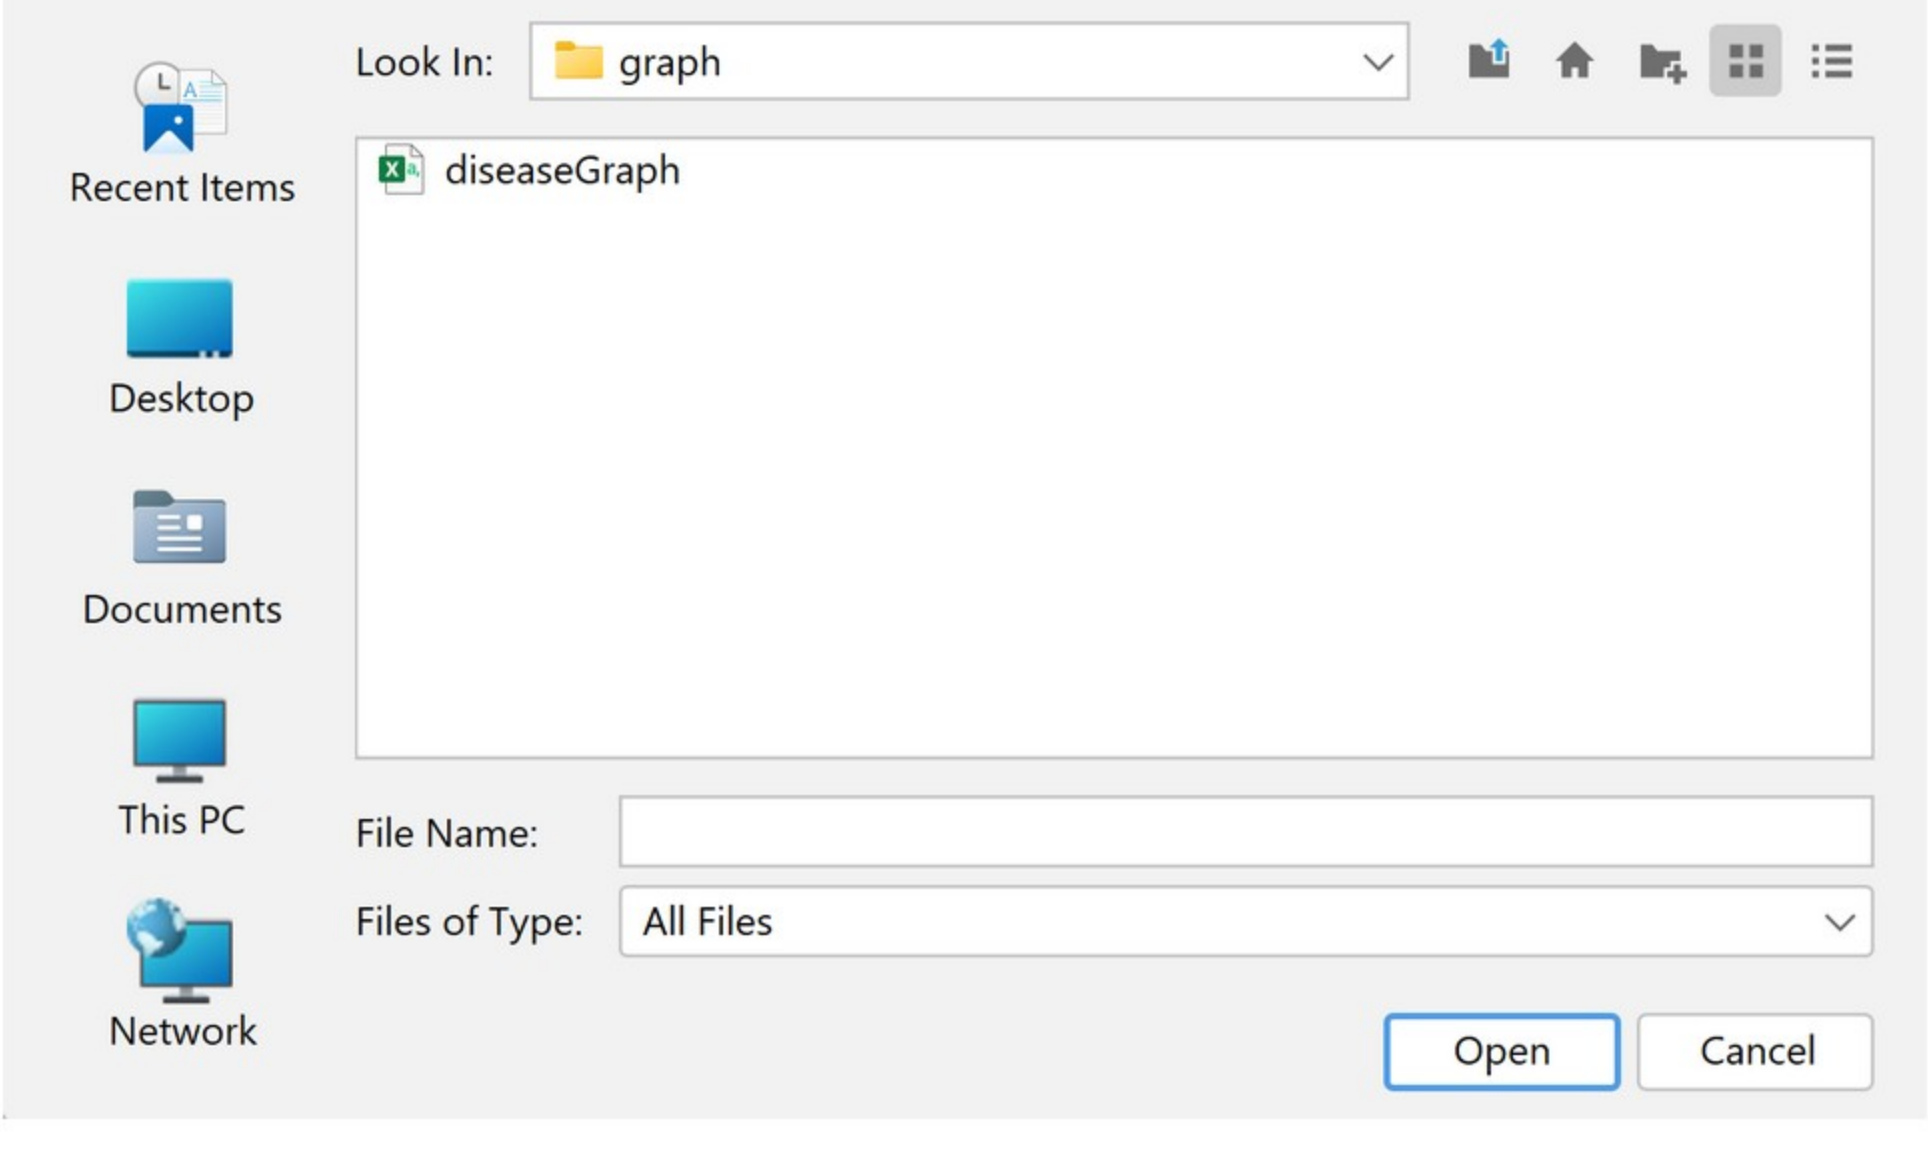 Look In: graph
diseaseGraph
Recent Items
Desktop
Documents
This PC
Network
File Name:
Files of Type: All Files
Open Cancel